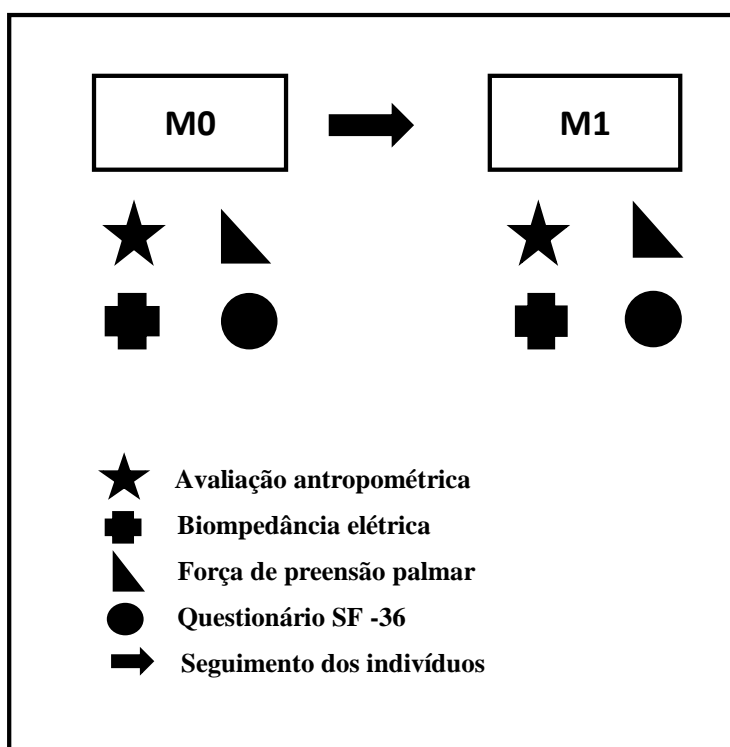 M0
M1
Avaliação antropométrica
Biompedância elétrica
Força de preensão palmar
Questionário SF -36
Seguimento dos indivíduos